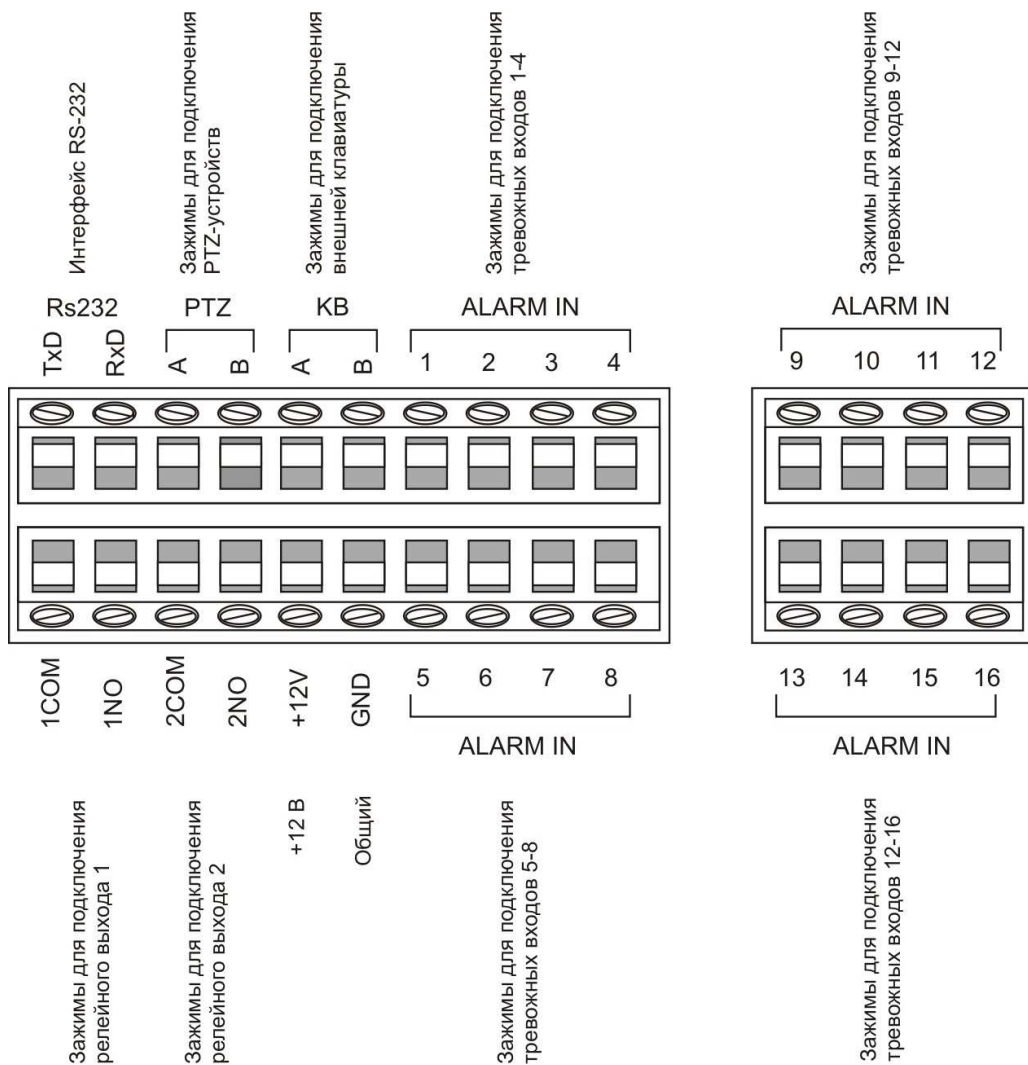 Интерфейс RS-232
Зажимы для подключения
PTZ-устройств
Зажимы для подключения
внешней клавиатуры
Зажимы для подключения
тревожных входов 1-4
Зажимы для подключения
тревожных входов 9-12
Rs232
PTZ
KB
ALARM IN
ALARM IN
TxD
RxD
A
B
A
B
1
2
3
4
9
10
11
12
1COM
1NO
2COM
2NO
+12V
GND
5
6
7
8
13
14
15
16
ALARM IN
ALARM IN
Зажимы для подключения
релейного выхода 1
Зажимы для подключения
релейного выхода 2
+12 В
Общий
Зажимы для подключения
тревожных входов 5-8
Зажимы для подключения
тревожных входов 12-16